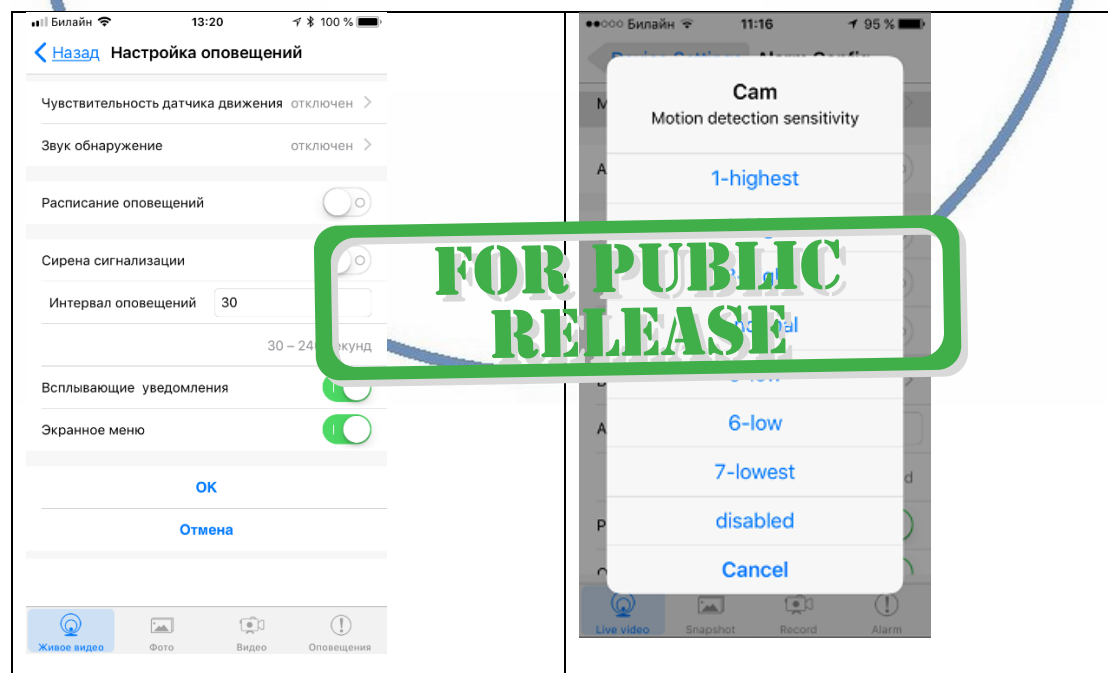 Билайн 13:20 100 %
Назад Настройка оповещений
Чувствительность датчика движения отключен
Звук обнаружение отключен
Расписание оповещений
Сирена сигнализации
Интервал оповещений 30
30 –
Всплывающие уведомления
Экранное меню
OK
Отмена
Живое видео Фото Видео Оповещения
Билайн 11:16 95 %
Cam
Motion detection sensitivity
1-highest
6-low
7-lowest
disabled
Cancel
Live video Snapshot Record Alarm
FOR PUBLIC
RELEASE